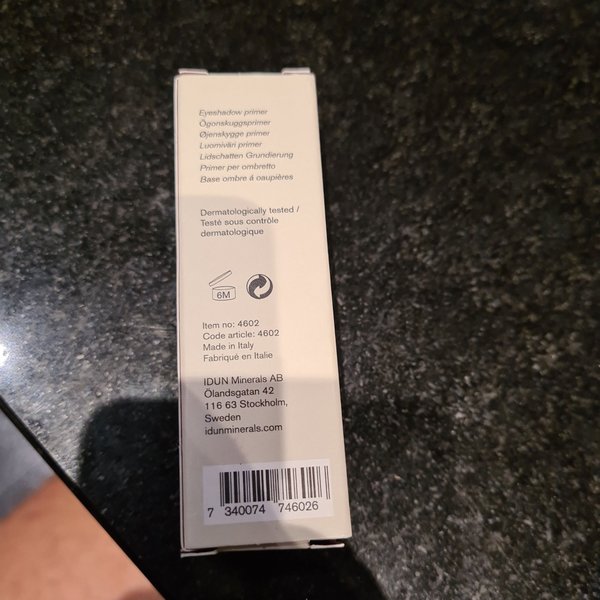 Eyeshadow primer
Ögonskuggsprimer
Øjenskygge primer
Luomiväri primer
Lidschatten Grundierung
Primer per ombretto
Base ombre á oaupières
Dermatologically tested /
Testé sous contrôle
dermatologique
6M
Item no: 4602
Code article: 4602
Made in Italy
Fabriqué en Italie
IDUN Minerals AB
Ölandsgatan 42
116 63 Stockholm,
Sweden
idunminerals.com
7 340074 746026